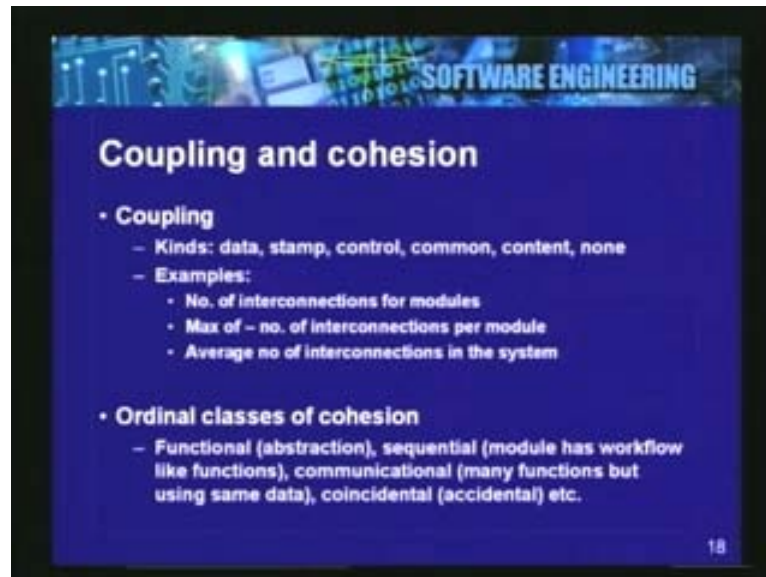 SOFTWARE ENGINEERING
Coupling and cohesion
• Coupling
– Kinds: data, stamp, control, common, content, none
– Examples:
• No. of interconnections for modules
• Max of – no. of interconnections per module
• Average no of interconnections in the system
• Ordinal classes of cohesion
– Functional (abstraction), sequential (module has workflow
like functions), communicational (many functions but
using same data), coincidental (accidental) etc.
18